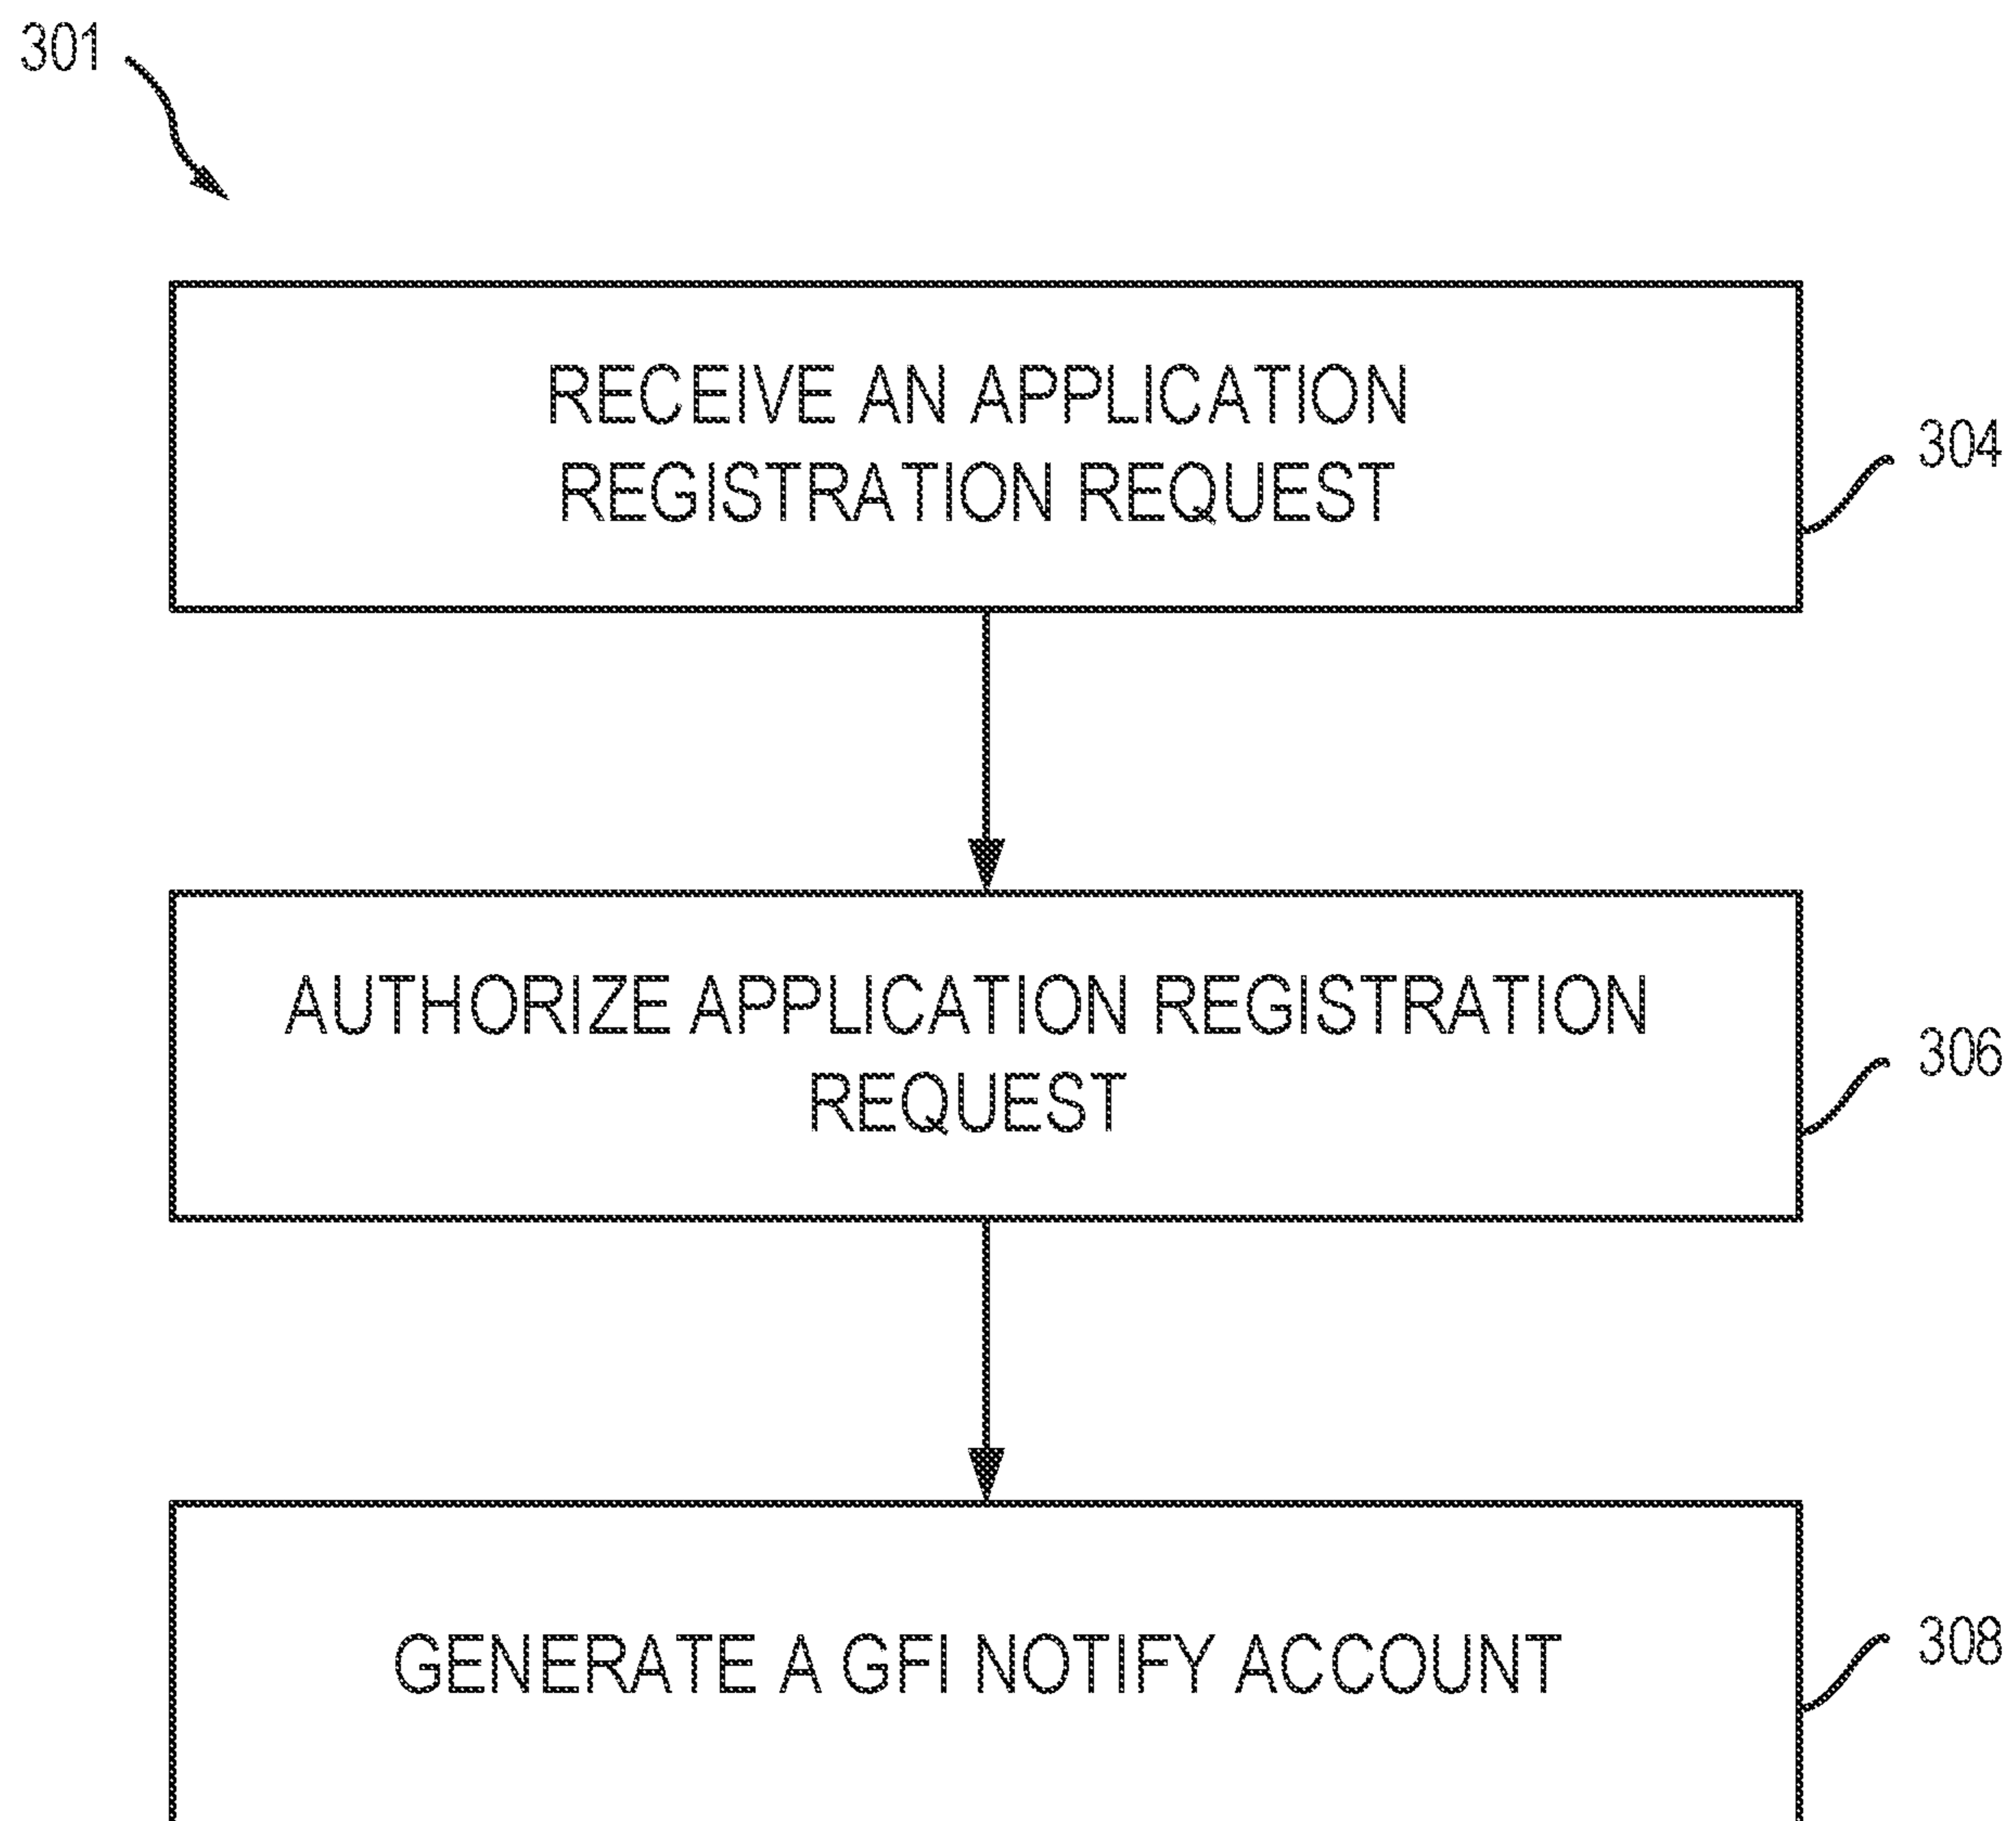 301
RECEIVE AN APPLICATION
REGISTRATION REQUEST
304
AUTHORIZE APPLICATION REGISTRATION
REQUEST
306
GENERATE A GFI NOTIFY ACCOUNT
308